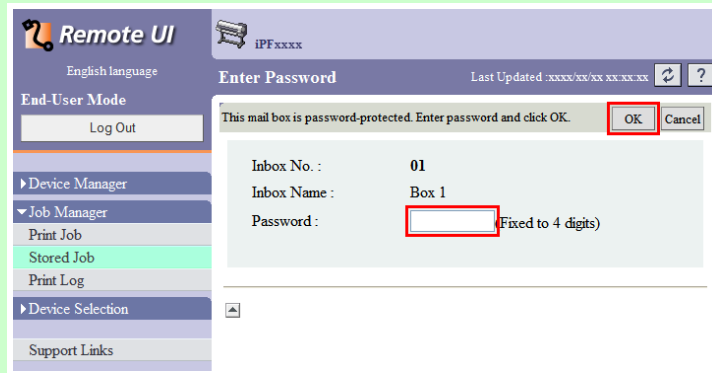 Remote UI
English language
End-User Mode
Log Out
Device Manager
Job Manager
Print Job
Stored Job
Print Log
Device Selection
Support Links
iPFxxxx
Enter Password
Last Updated :xxxx/xx/xx xx:xx:xx
?
This mail box is password-protected. Enter password and click OK.
OK
Cancel
Inbox No. : 01
Inbox Name : Box 1
Password : (Fixed to 4 digits)